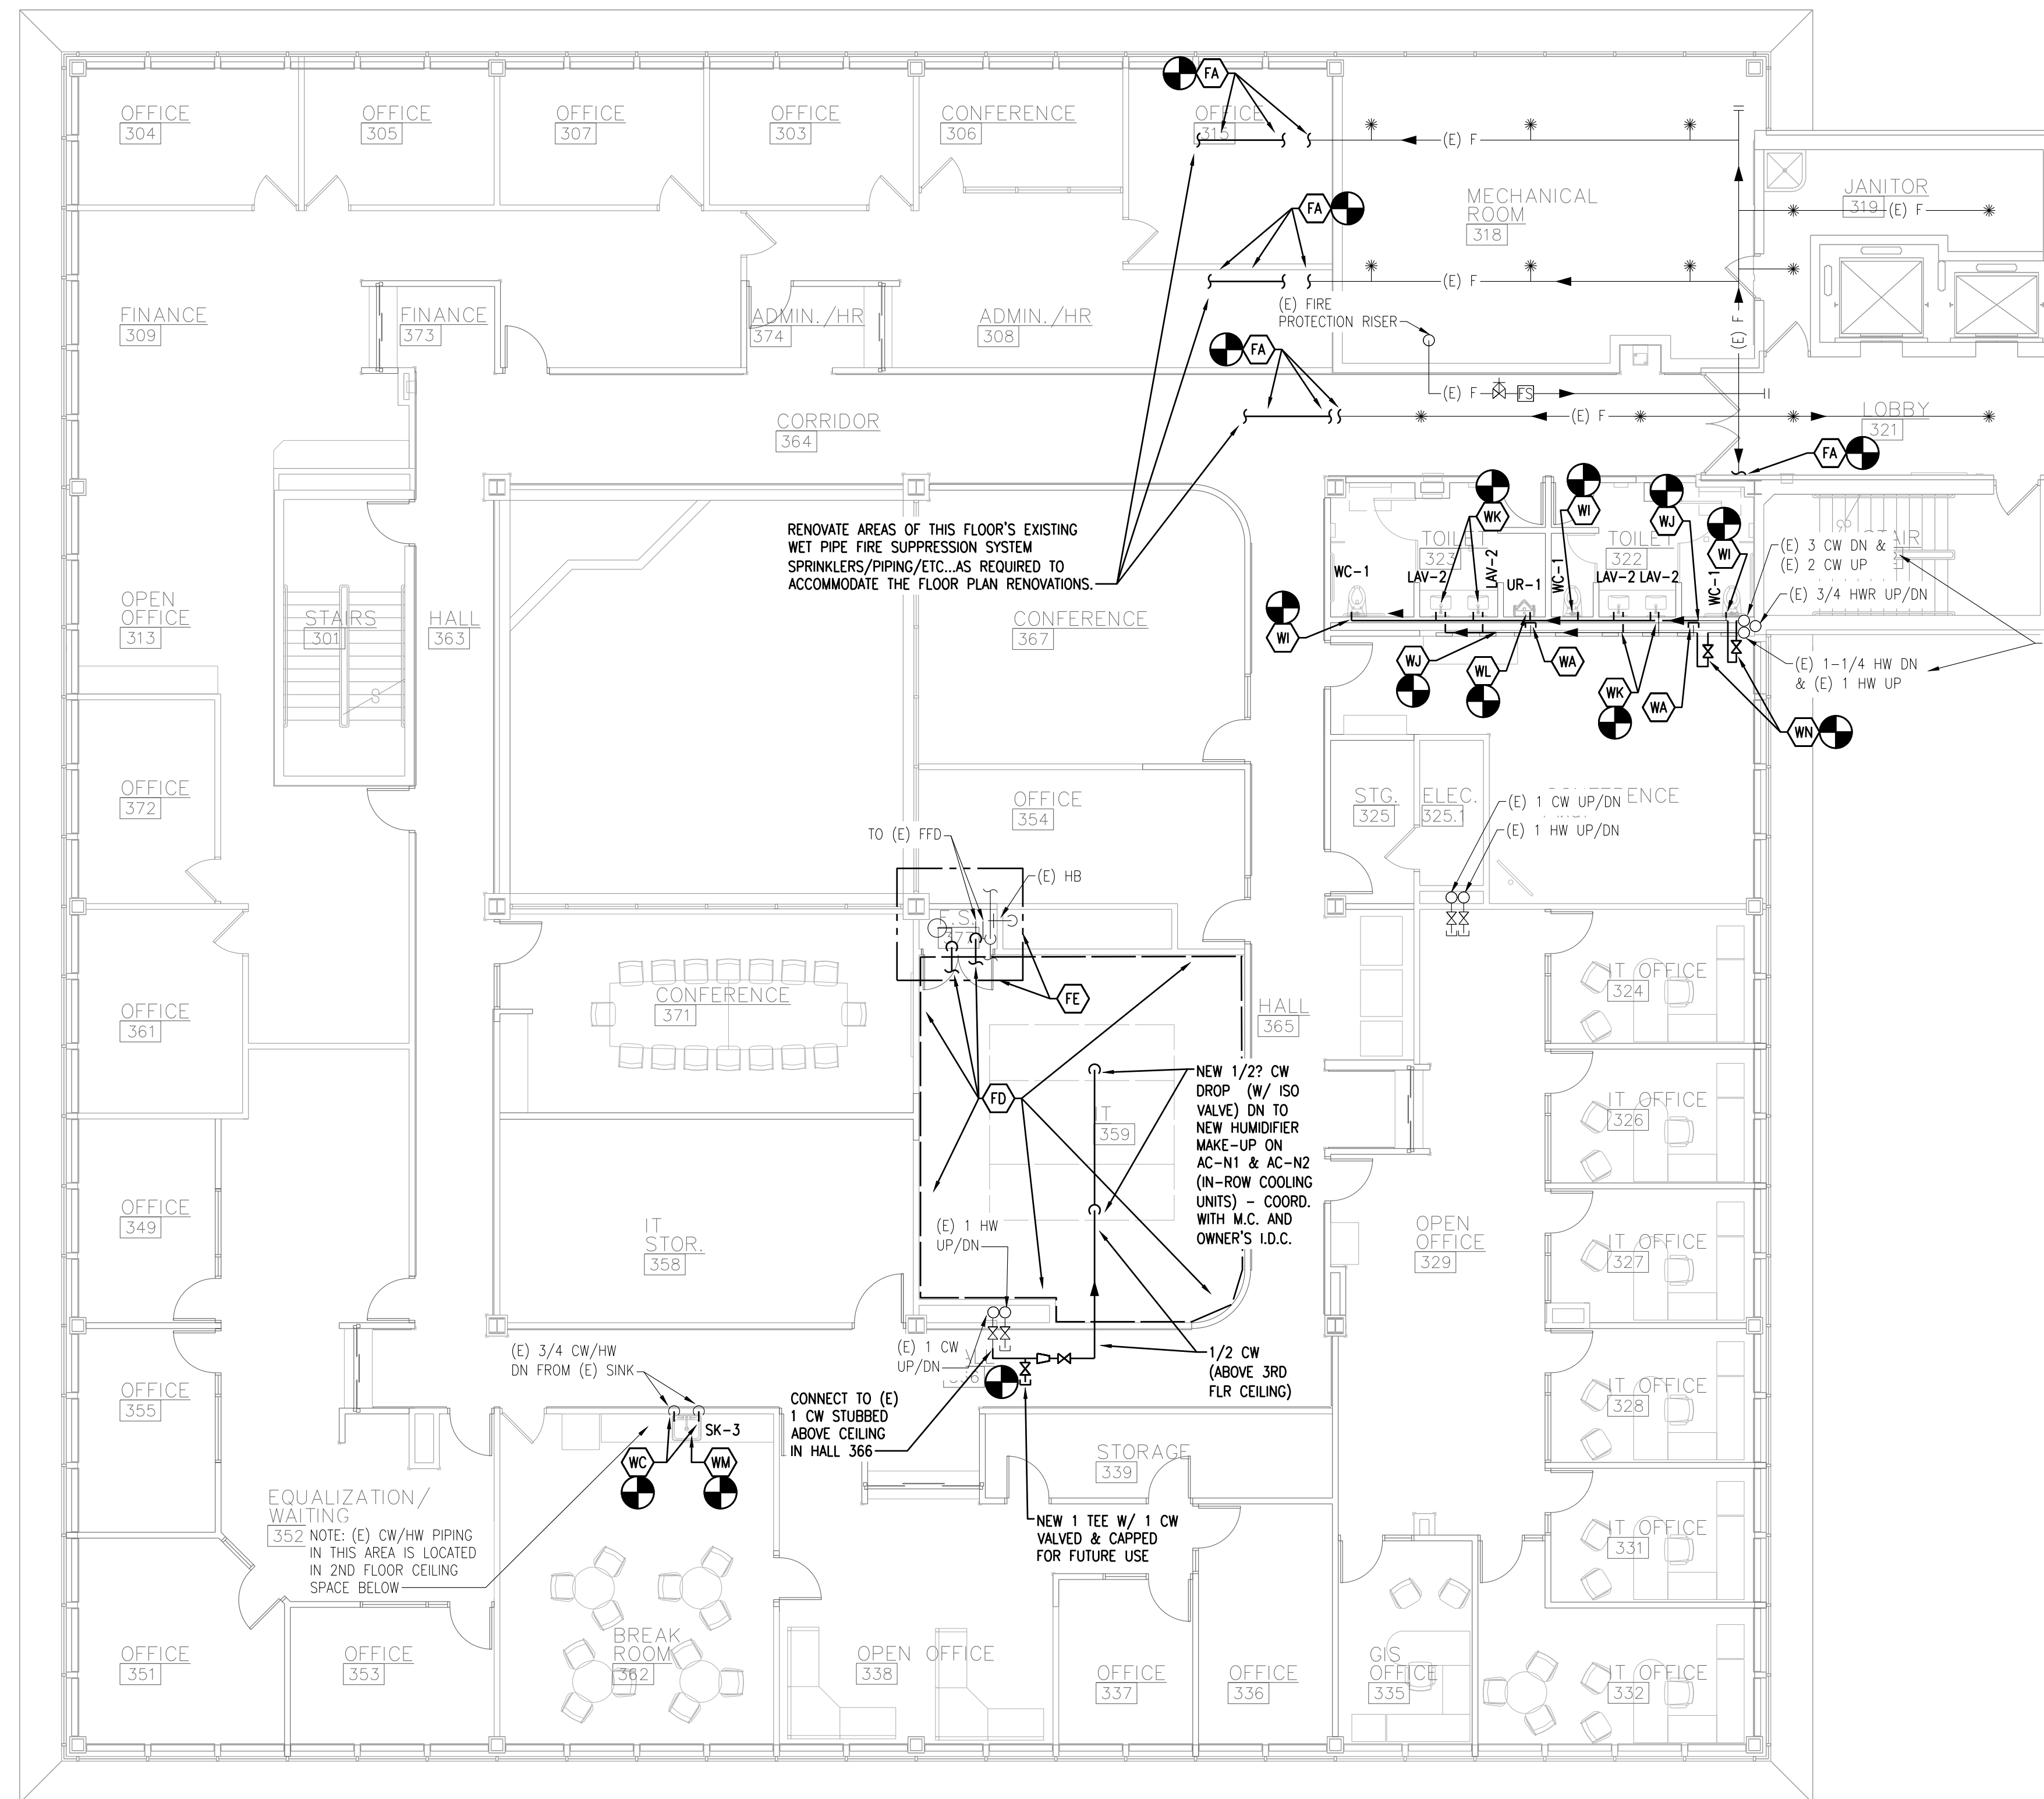 OFFICE
304
OFFICE
305
OFFICE
307
OFFICE
303
CONFERENCE
306
OFFICE
315
FA
(E) F
MECHANICAL
ROOM
318
JANITOR
319
(E) F
FA
(E) F
(E) FIRE
PROTECTION RISER
(E) F
FINANCE
309
FINANCE
373
ADMIN./HR
374
ADMIN./HR
308
FA
(E) F
FS
(E) F
LOBBY
321
FA
CORRIDOR
364
RENOVATE AREAS OF THIS FLOOR'S EXISTING
WET PIPE FIRE SUPPRESSION SYSTEM
SPRINKLERS/PIPING/ETC...AS REQUIRED TO
ACCOMMODATE THE FLOOR PLAN RENOVATIONS.
WK
WI
WJ
WI
TOILET
323
TOILET
322
WC-1
LAV-2
LAV-2
UR-1
WC-1
LAV-2 LAV-2
WC-1
(E) 3 CW DN &
(E) 2 CW UP
(E) 3/4 HWR UP/DN
(E) 1-1/4 HW DN
& (E) 1 HW UP
WI
WJ
WL
WA
WK
WA
WN
OPEN
OFFICE
313
STAIRS
301
HALL
363
CONFERENCE
367
OFFICE
372
OFFICE
354
STG.
325
ELEC.
325.1
(E) 1 CW UP/DN
(E) 1 HW UP/DN
TO (E) FFD
(E) HB
FE
OFFICE
361
CONFERENCE
371
HALL
365
IT OFFICE
324
FD
IT
359
NEW 1/2? CW
DROP (W/ ISO
VALVE) DN TO
NEW HUMIDIFIER
MAKE-UP ON
AC-N1 & AC-N2
(IN-ROW COOLING
UNITS) - COORD.
WITH M.C. AND
OWNER'S I.D.C.
IT OFFICE
326
OFFICE
349
IT
STOR.
358
(E) 1 HW
UP/DN
OPEN
OFFICE
329
IT OFFICE
327
(E) 3/4 CW/HW
DN FROM (E) SINK
(E) 1 CW
UP/DN
1/2 CW
(ABOVE 3RD
FLR CEILING)
OFFICE
355
CONNECT TO (E)
1 CW STUBBED
ABOVE CEILING
IN HALL 366
IT OFFICE
328
SK-3
WC
WM
STORAGE
339
EQUALIZATION/
WAITING
352
NOTE: (E) CW/HW PIPING
IN THIS AREA IS LOCATED
IN 2ND FLOOR CEILING
SPACE BELOW
NEW 1 TEE W/ 1 CW
VALVED & CAPPED
FOR FUTURE USE
IT OFFICE
331
OFFICE
351
OFFICE
353
BREAK
ROOM
362
OPEN OFFICE
338
OFFICE
337
OFFICE
336
GIS
OFFICE
335
IT OFFICE
332